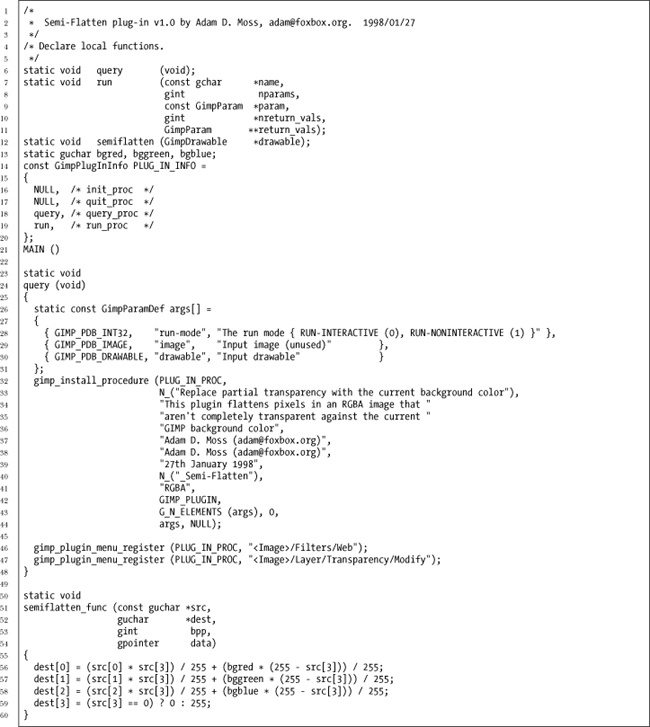 1 /*
2  *  Semi-Flatten plug-in v1.0 by Adam D. Moss, adam@foxbox.org.  1998/01/27
3  */
4 /* Declare local functions.
5  */
6 static void   query       (void);
7 static void   run         (const gchar      *name,
8                            gint              nparams,
9                            const GimpParam  *param,
10                           gint             *nreturn_vals,
11                           GimpParam       **return_vals);
12 static void   semiflatten (GimpDrawable     *drawable);
13 static guchar bgred, bggreen, bgblue;
14 const GimpPlugInInfo PLUG_IN_INFO =
15 {
16   NULL,  /* init_proc  */
17   NULL,  /* quit_proc  */
18   query, /* query_proc */
19   run,   /* run_proc   */
20 };
21 MAIN ()
22
23 static void
24 query (void)
25 {
26   static const GimpParamDef args[] =
27   {
28     { GIMP_PDB_INT32,    "run-mode", "The run mode { RUN-INTERACTIVE (0), RUN-NONINTERACTIVE (1) }" },
29     { GIMP_PDB_IMAGE,    "image",    "Input image (unused)"         },
30     { GIMP_PDB_DRAWABLE, "drawable", "Input drawable"               }
31   };
32   gimp_install_procedure (PLUG_IN_PROC,
33                           N_("Replace partial transparency with the current background color"),
34                           "This plugin flattens pixels in an RGBA image that "
35                           "aren't completely transparent against the current "
36                           "GIMP background color",
37                           "Adam D. Moss (adam@foxbox.org)",
38                           "Adam D. Moss (adam@foxbox.org)",
39                           "27th January 1998",
40                           N_("_Semi-Flatten"),
41                           "RGBA",
42                           GIMP_PLUGIN,
43                           G_N_ELEMENTS (args), 0,
44                           args, NULL);
45
46   gimp_plugin_menu_register (PLUG_IN_PROC, "<Image>/Filters/Web");
47   gimp_plugin_menu_register (PLUG_IN_PROC, "<Image>/Layer/Transparency/Modify");
48 }
49
50 static void
51 semiflatten_func (const guchar *src,
52                   guchar       *dest,
53                   gint          bpp,
54                   gpointer      data)
55 {
56   dest[0] = (src[0] * src[3]) / 255 + (bgred * (255 - src[3])) / 255;
57   dest[1] = (src[1] * src[3]) / 255 + (bggreen * (255 - src[3])) / 255;
58   dest[2] = (src[2] * src[3]) / 255 + (bgblue * (255 - src[3])) / 255;
59   dest[3] = (src[3] == 0) ? 0 : 255;
60 }